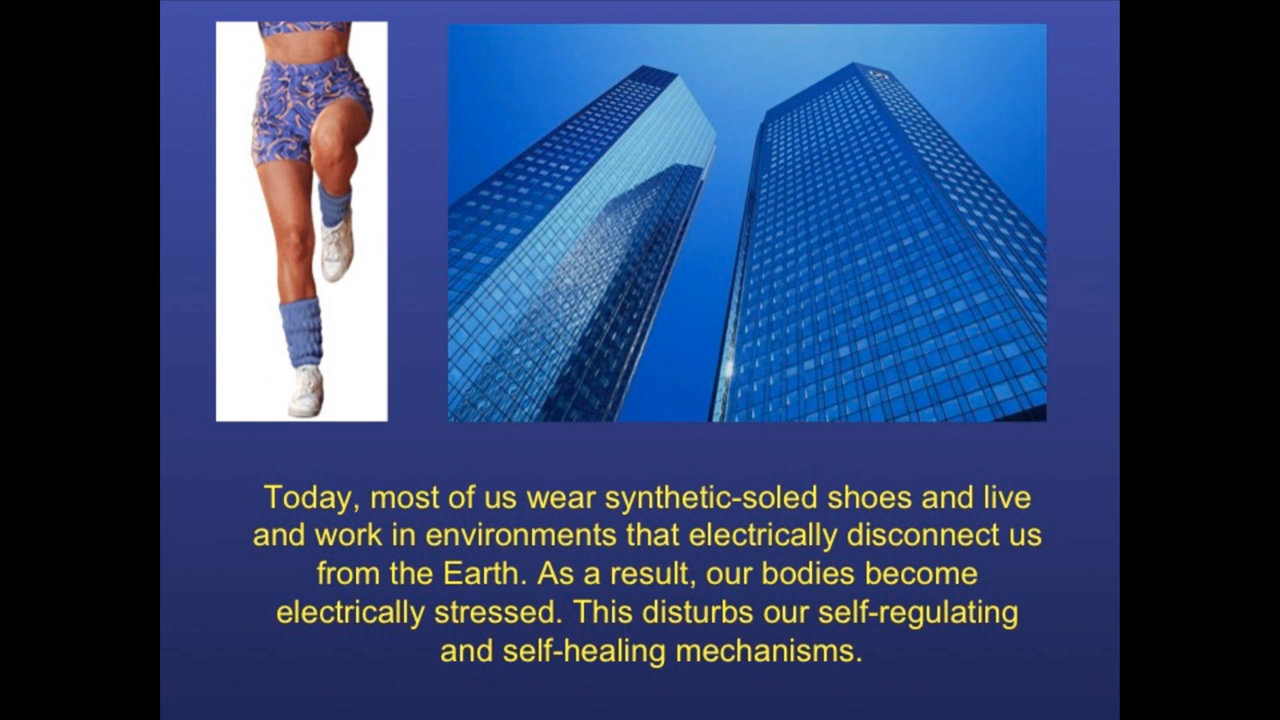 Today, most of us wear synthetic-soled shoes and live
and work in environments that electrically disconnect us
from the Earth. As a result, our bodies become
electrically stressed. This disturbs our self-regulating
and self-healing mechanisms.